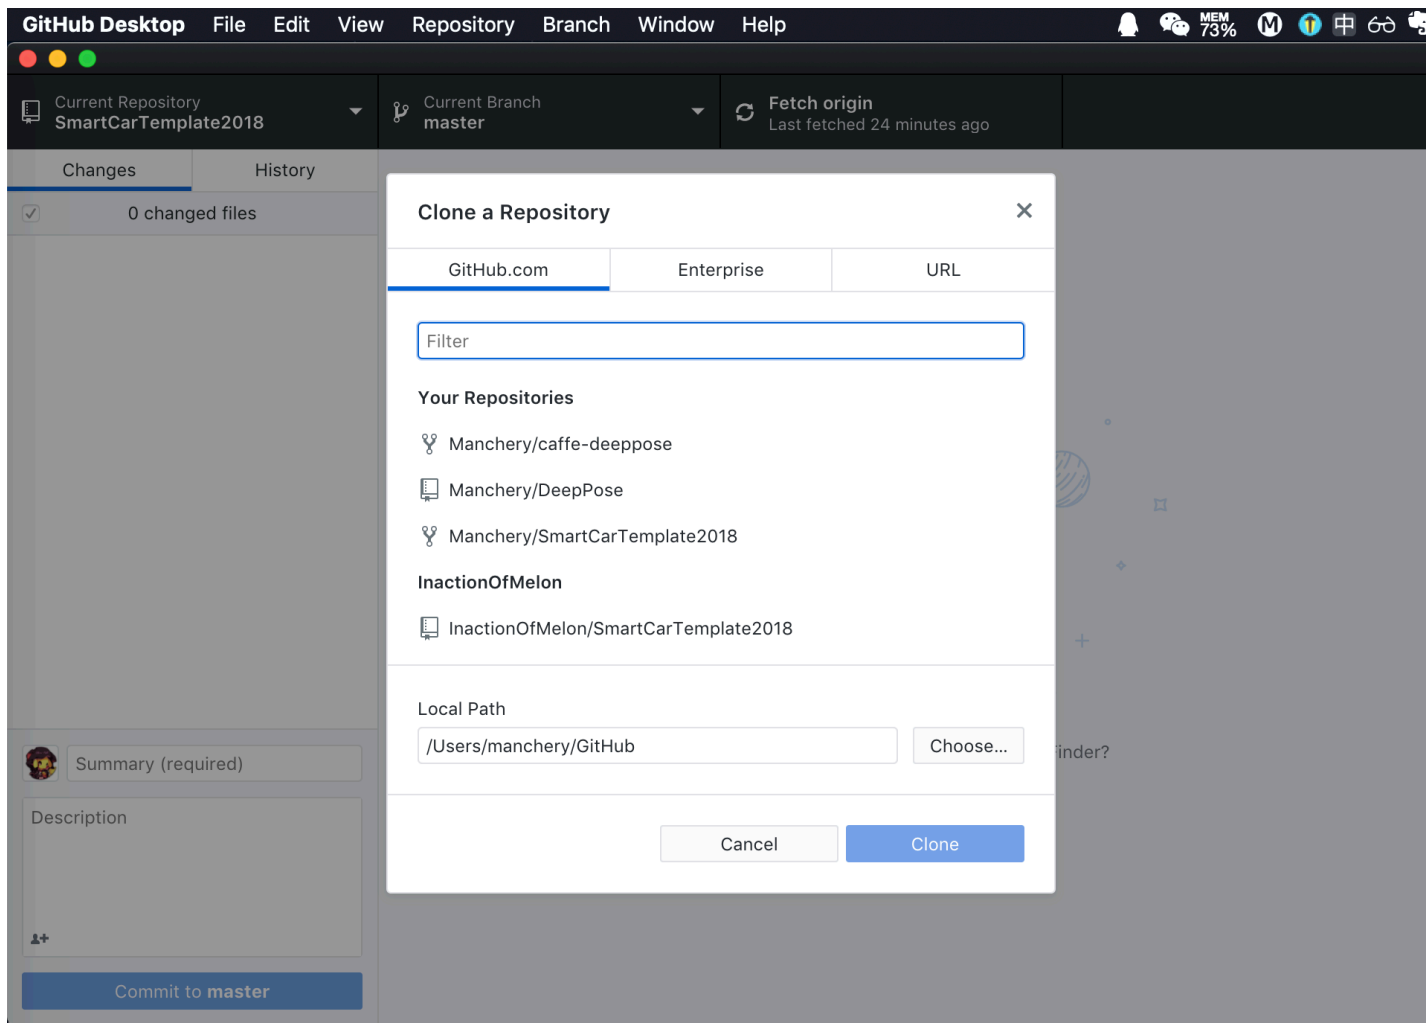 GitHub Desktop File Edit View Repository Branch Window Help MEM 73% M T 中
Current Repository
SmartCarTemplate2018
Current Branch
master
Fetch origin
Last fetched 24 minutes ago
Changes History
0 changed files
Clone a Repository
GitHub.com Enterprise URL
Filter
Your Repositories
Manchery/caffe-deeppose
Manchery/DeepPose
Manchery/SmartCarTemplate2018
InactionOfMelon
InactionOfMelon/SmartCarTemplate2018
Local Path
/Users/manchery/GitHub Choose...
Cancel Clone
Summary (required)
Description
Commit to master